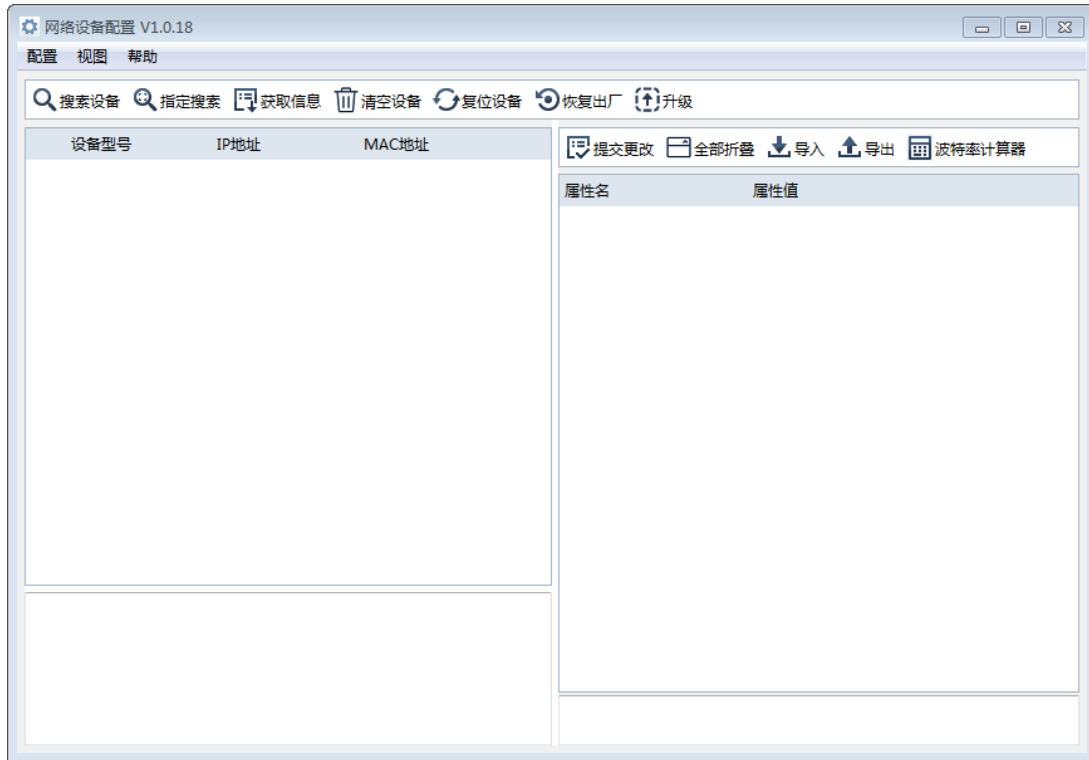 网络设备配置 V1.0.18
配置 视图 帮助
搜索设备 指定搜索 获取信息 清空设备 复位设备 恢复出厂 升级
设备型号 IP地址 MAC地址
提交更改 全部折叠 导入 导出 波特率计算器
属性名 属性值